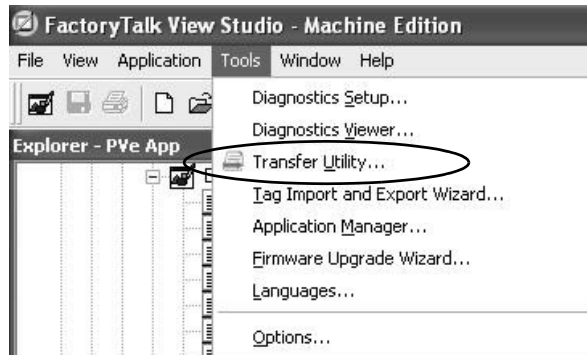 FactoryTalk View Studio - Machine Edition
File View Application Tools Window Help
Diagnostics Setup...
Diagnostics Viewer...
Explorer - PVe App
Transfer Utility...
Tag Import and Export Wizard...
Application Manager...
Firmware Upgrade Wizard...
Languages...
Options...